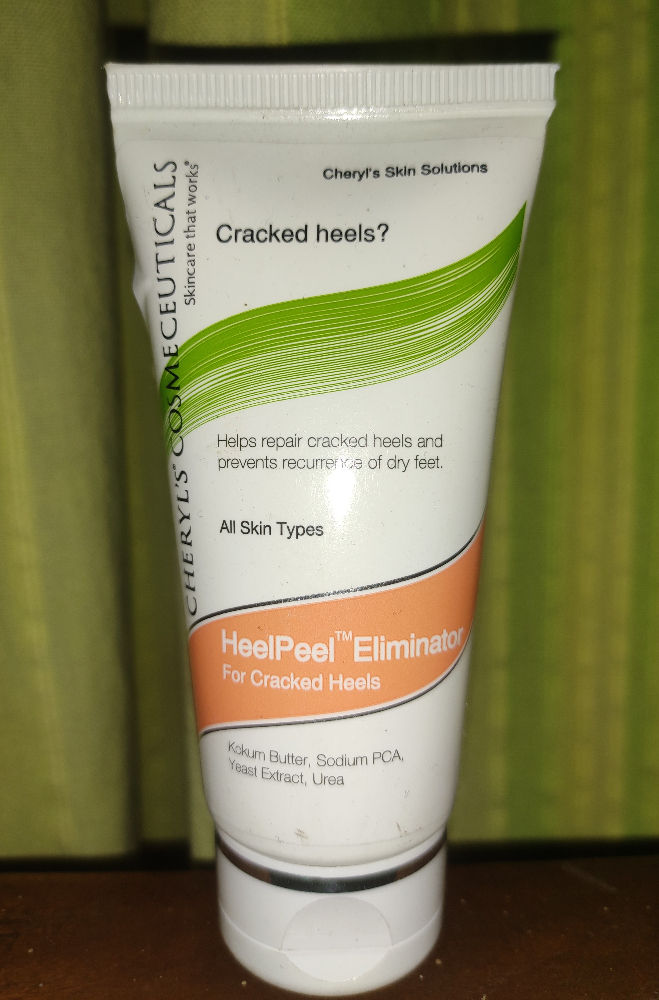 Cheryl's Skin Solutions
CHERYL'S® COSMECEUTICALS
Skincare that works®
Cracked heels?
Helps repair cracked heels and
prevents recurrence of dry feet.
All Skin Types
HeelPeel™ Eliminator
For Cracked Heels
Kokum Butter, Sodium PCA,
Yeast Extract, Urea